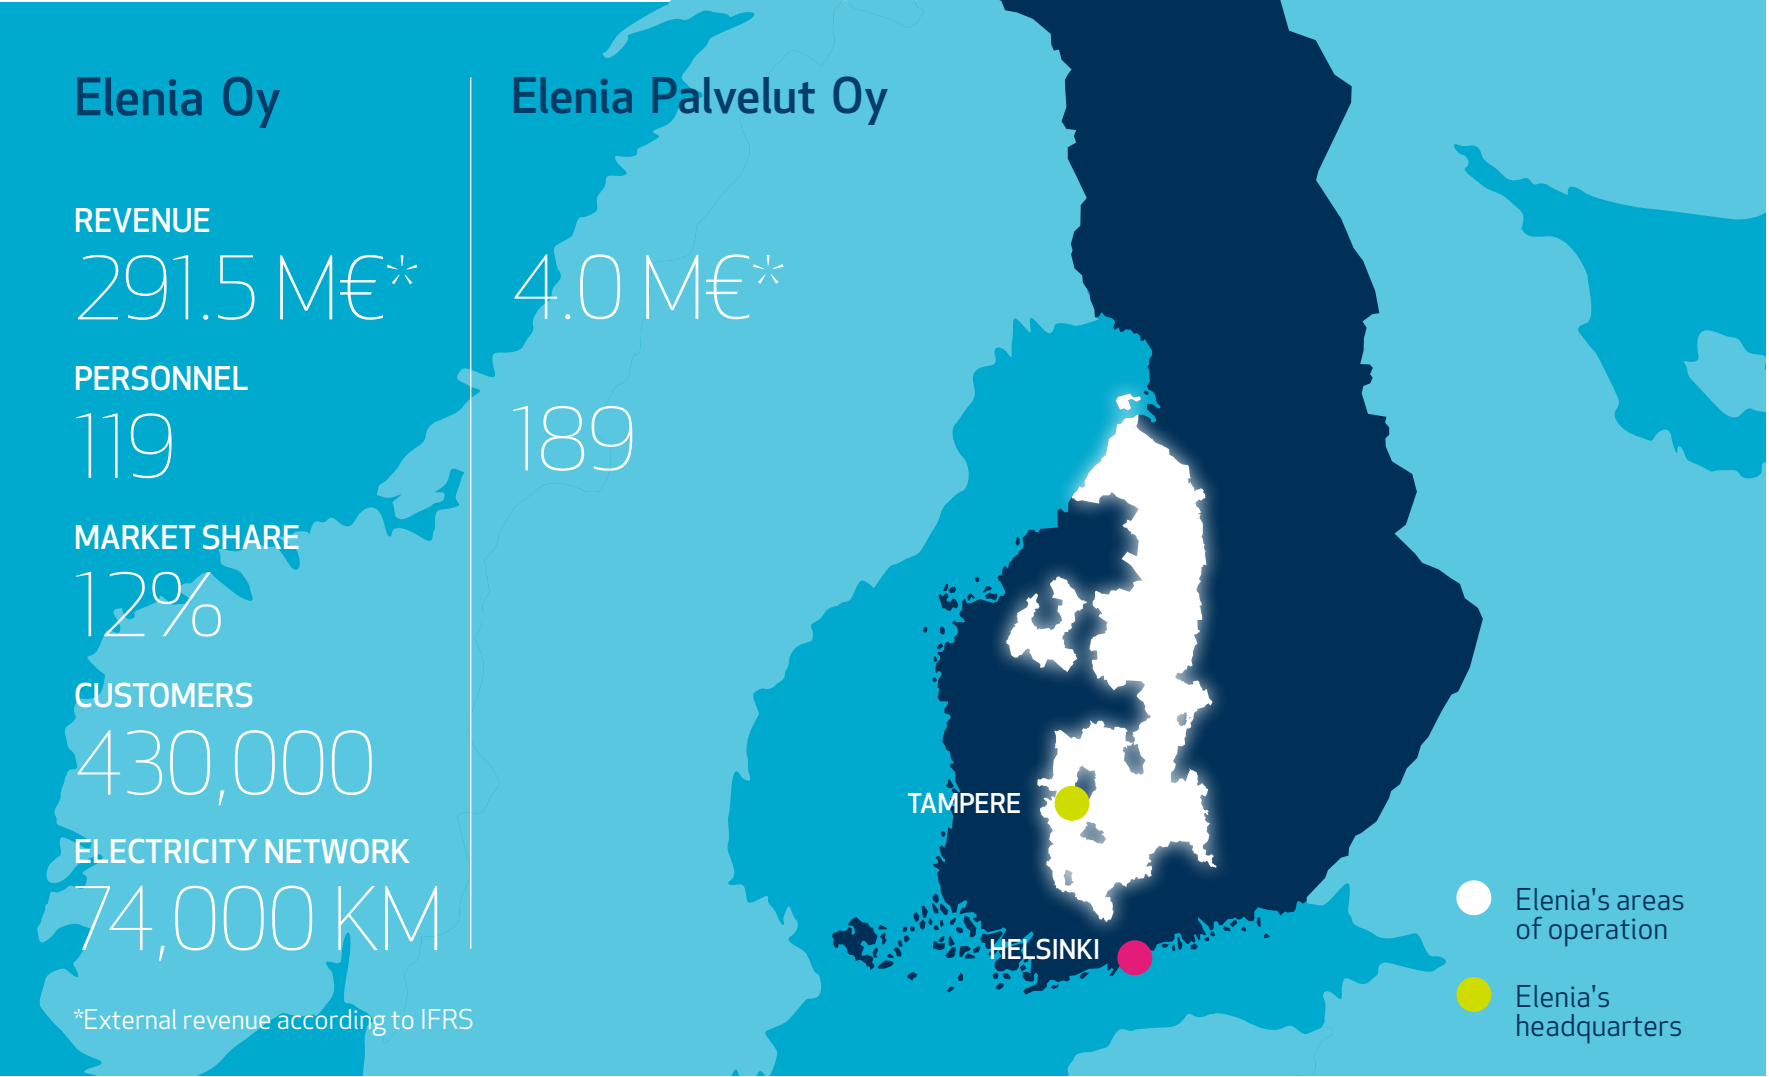 Elenia Oy
REVENUE
291.5 M€*
PERSONNEL
119
MARKET SHARE
12%
CUSTOMERS
430,000
ELECTRICITY NETWORK
74,000 KM
*External revenue according to IFRS
Elenia Palvelut Oy
4.0 M€*
189
TAMPERE
HELSINKI
Elenia's areas
of operation
Elenia's
headquarters